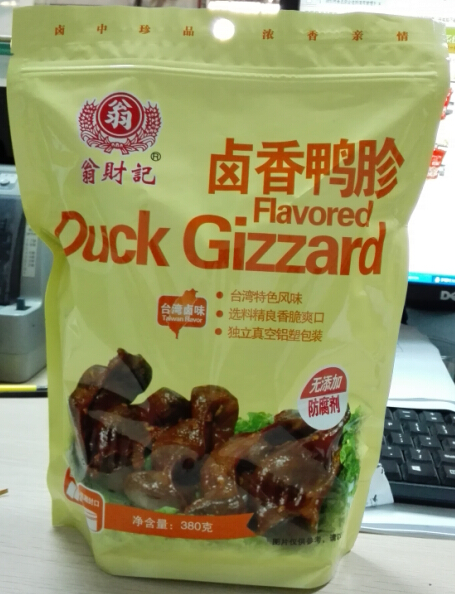 卤中珍品 浓香亲情
翁
翁財記®
卤香鸭胗
Flavored
Duck Gizzard
台湾卤味
Taiwan flavor
台湾特色风味
选料精良香脆爽口
独立真空铝塑包装
无添加
防腐剂
净含量：380克